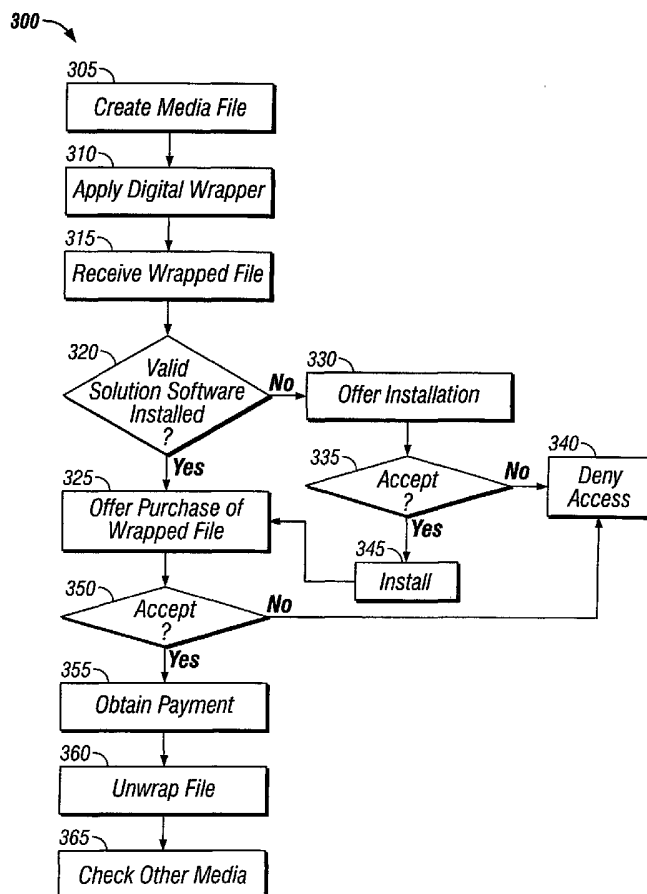 300
305
Create Media File
310
Apply Digital Wrapper
315
Receive Wrapped File
320
Valid
Solution Software
Installed
?
No
Yes
330
Offer Installation
335
Accept
?
No
Yes
340
Deny
Access
325
Offer Purchase of
Wrapped File
345
Install
350
Accept
?
No
Yes
355
Obtain Payment
360
Unwrap File
365
Check Other Media